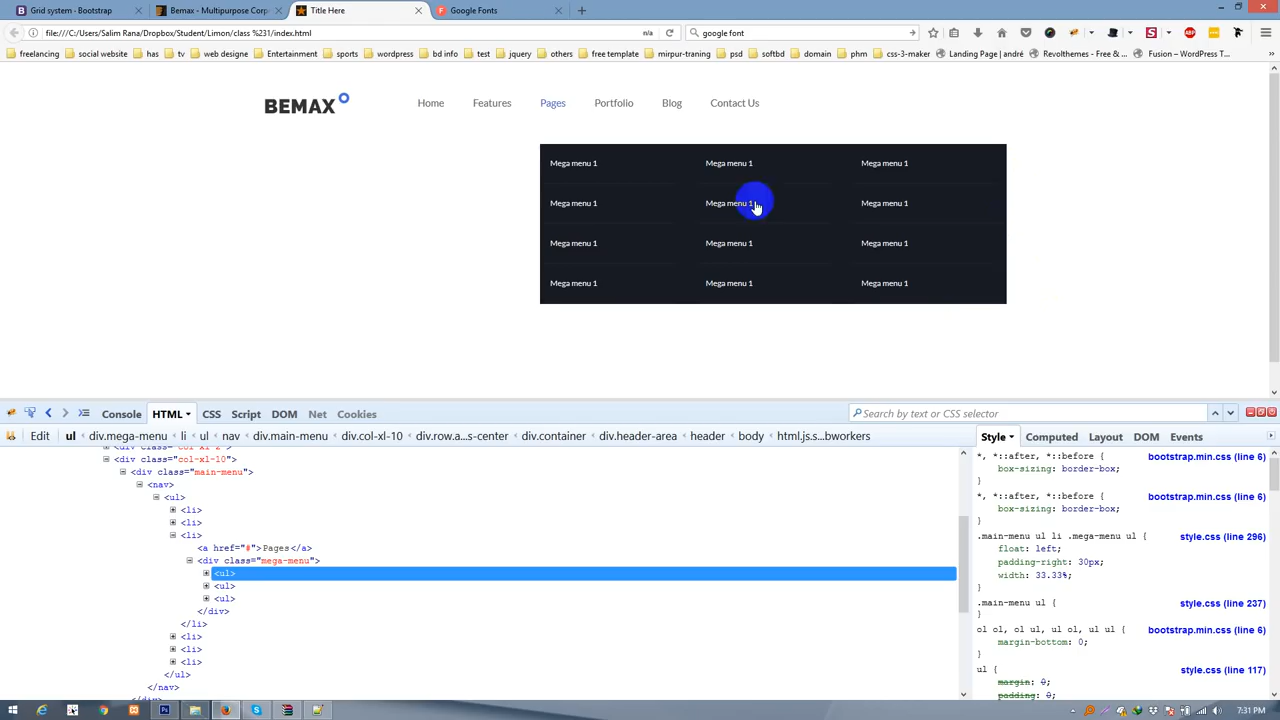 Grid system · Bootstrap
Bemax - Multipurpose Corp
Title Here
Google Fonts
file:///C:/Users/Salim Rana/Dropbox/Student/Limon/class %231/index.html
n/a
google font
freelancing
social website
has
tv
web designe
Entertainment
sports
wordpress
bd info
test
jquery
others
free template
mirpur-traning
psd
softbd
domain
phm
css-3-maker
Landing Page | andré
Revolthemes - Free & ...
Fusion – WordPress T...
BEMAX
Home
Features
Pages
Portfolio
Blog
Contact Us
Mega menu 1
Mega menu 1
Mega menu 1
Mega menu 1
Mega menu 1
Mega menu 1
Mega menu 1
Mega menu 1
Mega menu 1
Mega menu 1
Mega menu 1
Mega menu 1
Console
HTML
CSS
Script
DOM
Net
Cookies
Search by text or CSS selector
Edit
ul
div.mega-menu
li
ul
nav
div.main-menu
div.col-xl-10
div.row.a...s-center
div.container
div.header-area
header
body
html.js.s...bworkers
Style
Computed
Layout
DOM
Events
<div class="col-xl-2">
<div class="col-xl-10">
<div class="main-menu">
<nav>
<ul>
<li>
<li>
<li>
<a href="#">Pages</a>
<div class="mega-menu">
<ul>
<ul>
<ul>
</div>
</li>
<li>
<li>
<li>
</ul>
</nav>
</div>
*, *::after, *::before {
bootstrap.min.css (line 6)
box-sizing: border-box;
}
*, *::after, *::before {
bootstrap.min.css (line 6)
box-sizing: border-box;
}
.main-menu ul li .mega-menu ul {
style.css (line 296)
float: left;
padding-right: 30px;
width: 33.33%;
}
.main-menu ul {
style.css (line 237)
}
ol ol, ol ul, ul ol, ul ul {
bootstrap.min.css (line 6)
margin-bottom: 0;
}
ul {
style.css (line 117)
margin: 0;
padding: 0;
7:31 PM